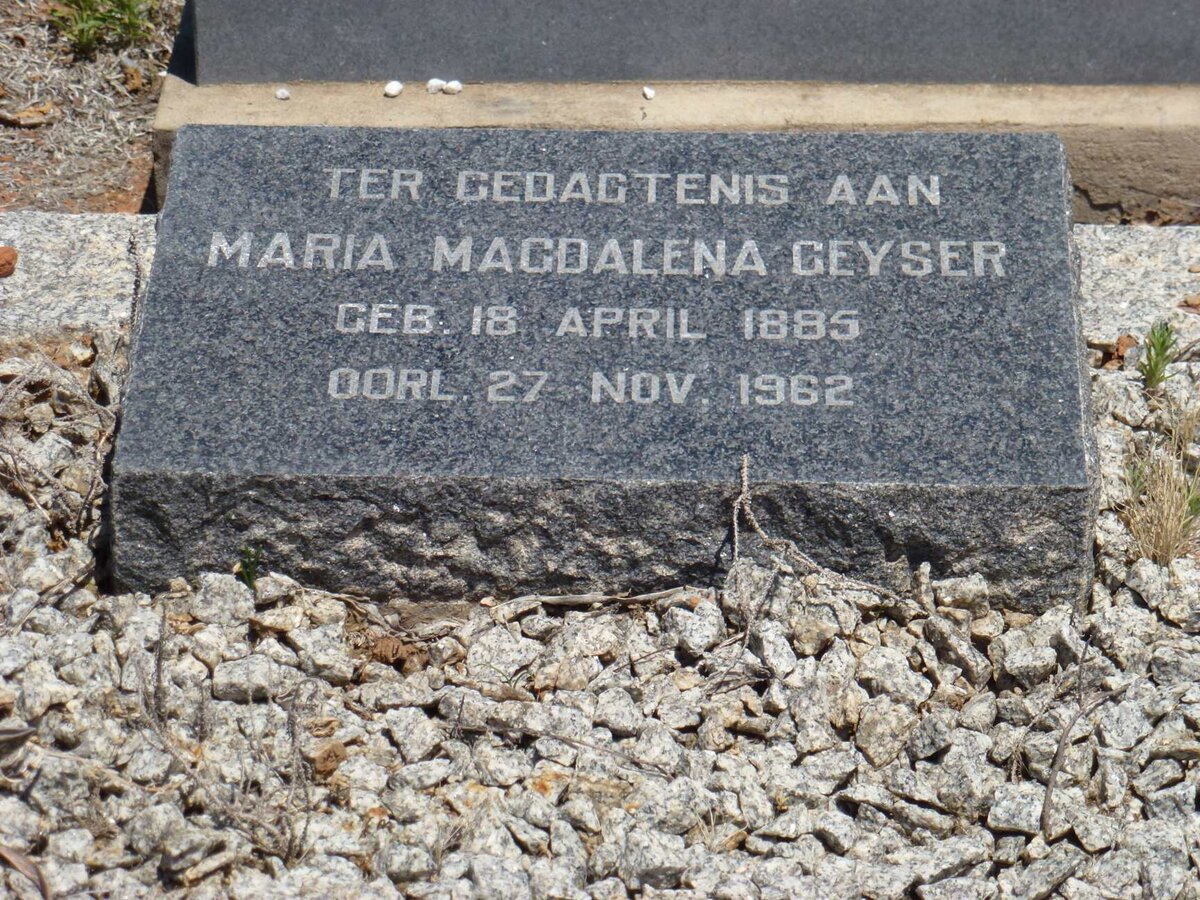 TER GEDAGTENIS AAN
MARIA MAGDALENA GEYSER
GEB. 18 APRIL 1885
OORL. 27 NOV. 1962